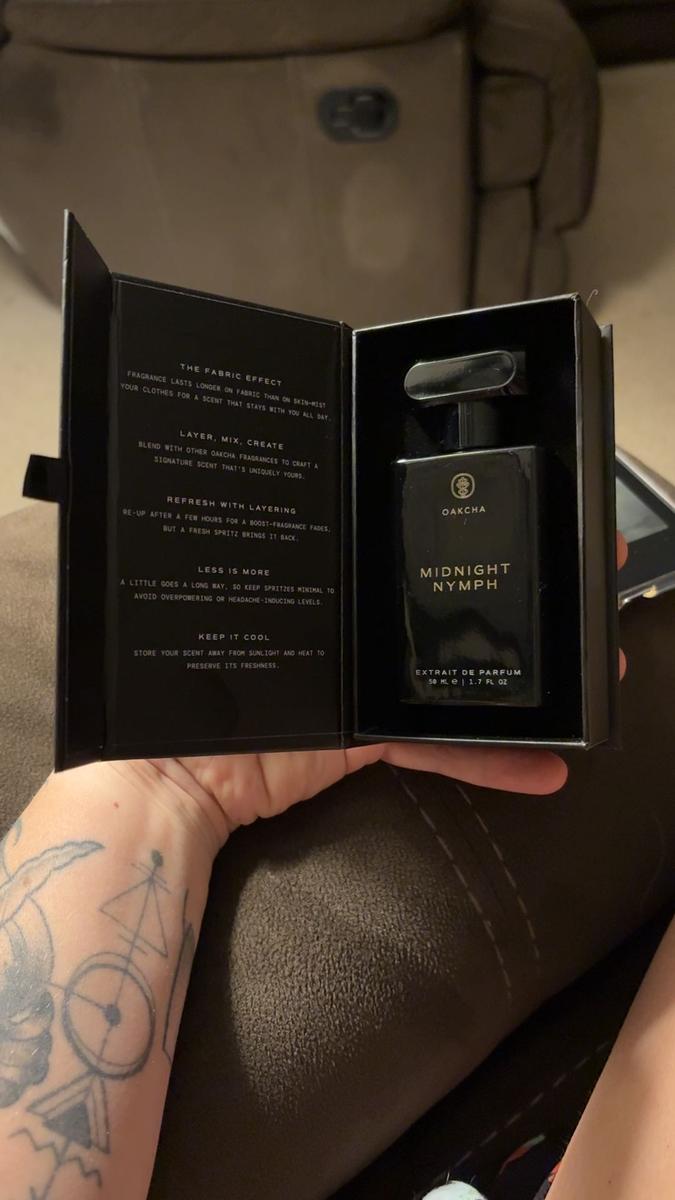 THE FABRIC EFFECT
FRAGRANCE LASTS LONGER ON FABRIC THAN ON SKIN-MIST
YOUR CLOTHES FOR A SCENT THAT STAYS WITH YOU ALL DAY.
LAYER, MIX, CREATE
BLEND WITH OTHER OAKCHA FRAGRANCES TO CRAFT A
SIGNATURE SCENT THAT'S UNIQUELY YOURS.
REFRESH WITH LAYERING
RE-UP AFTER A FEW HOURS FOR A BOOST-FRAGRANCE FADES,
BUT A FRESH SPRITZ BRINGS IT BACK.
LESS IS MORE
A LITTLE GOES A LONG WAY, SO KEEP SPRITZES MINIMAL TO
AVOID OVERPOWERING OR HEADACHE-INDUCING LEVELS.
KEEP IT COOL
STORE YOUR SCENT AWAY FROM SUNLIGHT AND HEAT TO
PRESERVE ITS FRESHNESS.
OAKCHA
MIDNIGHT
NYMPH
EXTRAIT DE PARFUM
50 ML ℮ | 1.7 FL OZ